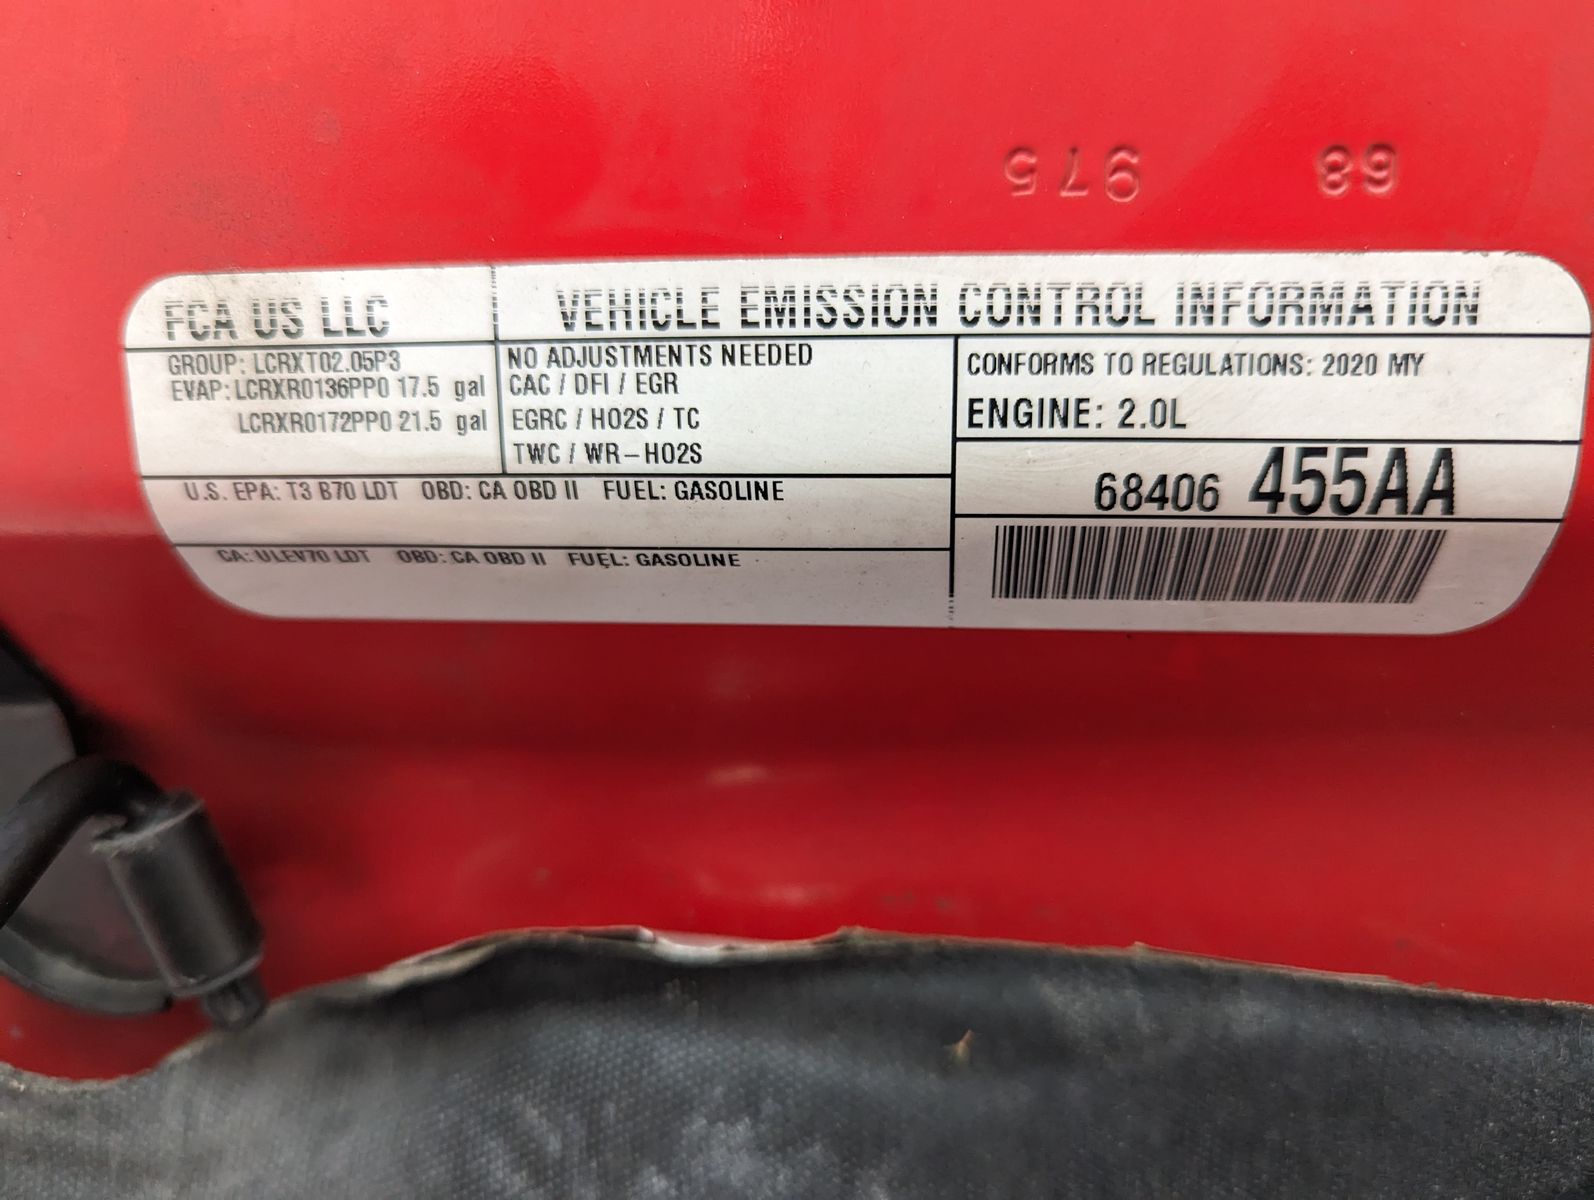 975 68
FCA US LLC
VEHICLE EMISSION CONTROL INFORMATION
GROUP: LCRXT02.05P3
EVAP: LCRXR0136PP0 17.5 gal
LCRXR0172PP0 21.5 gal
NO ADJUSTMENTS NEEDED
CAC / DFI / EGR
EGRC / HO2S / TC
TWC / WR-HO2S
CONFORMS TO REGULATIONS: 2020 MY
ENGINE: 2.0L
68406 455AA
U.S. EPA: T3 B70 LDT OBD: CA OBD II FUEL: GASOLINE
CA: ULEV70 LDT OBD: CA OBD II FUEL: GASOLINE